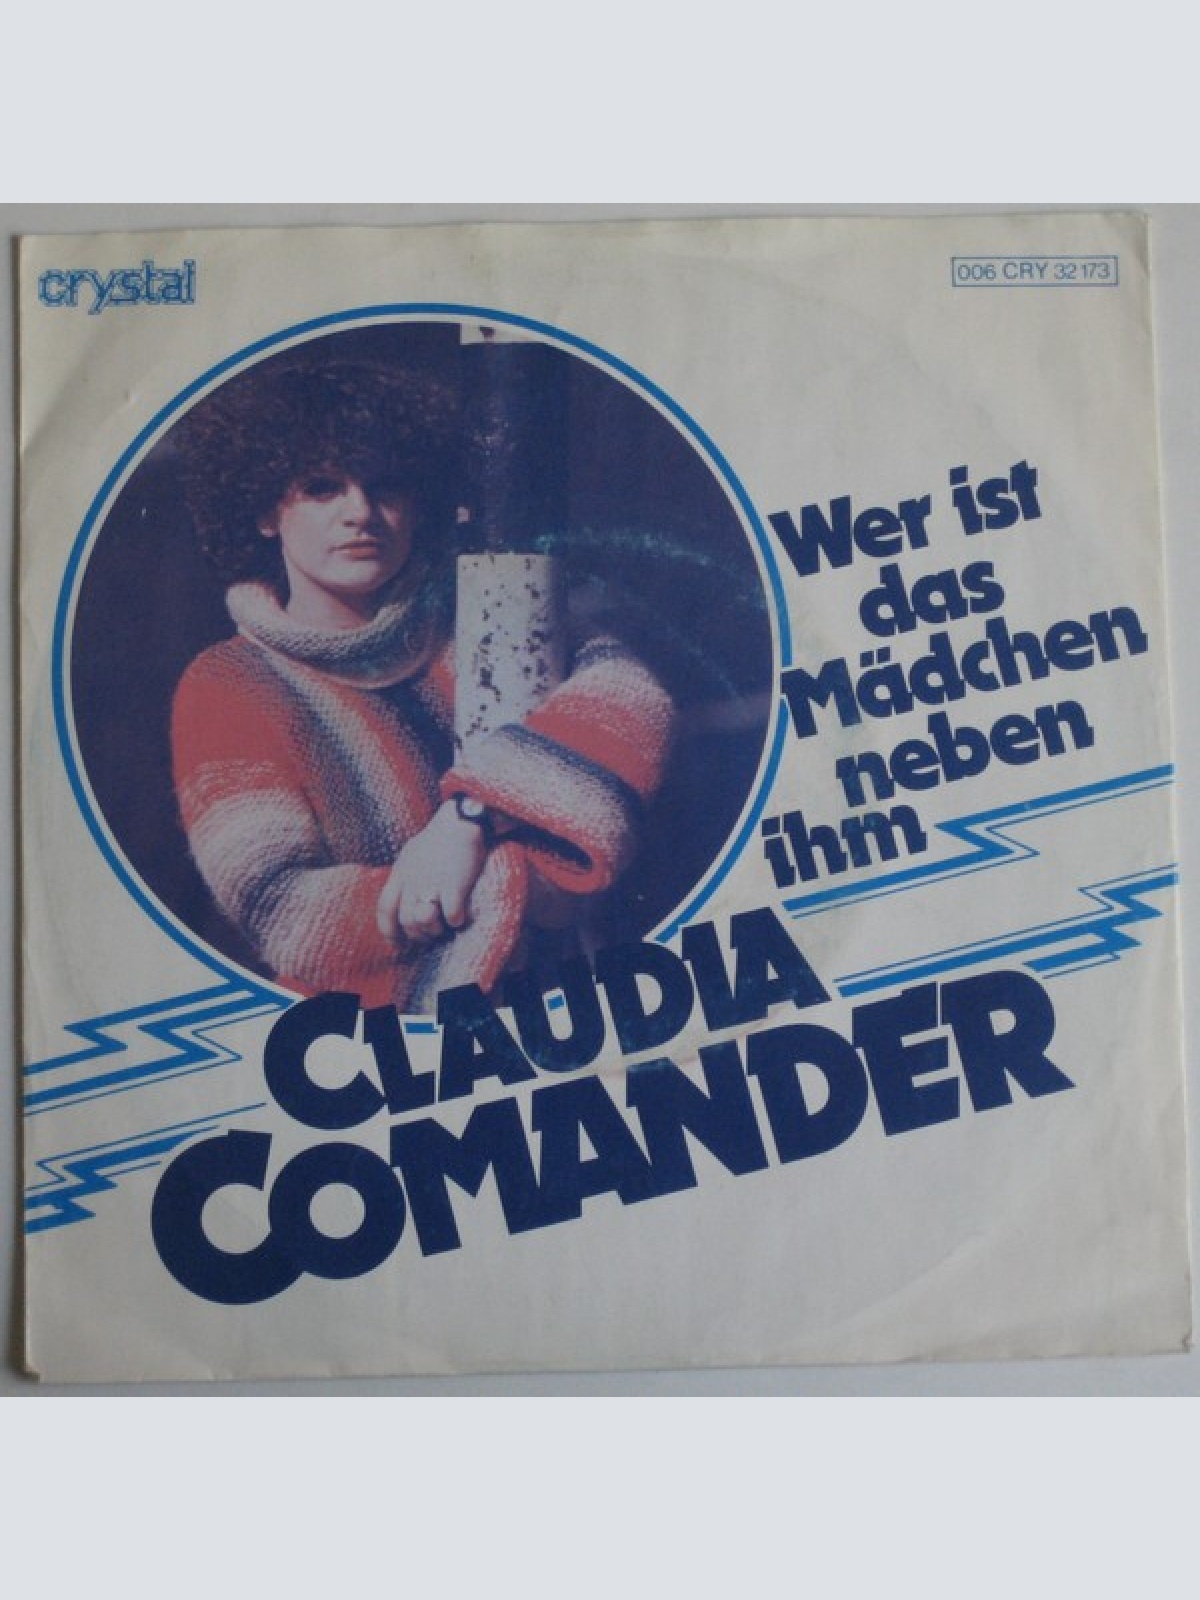 crystal
006 CRY 32 173
Wer ist
das
Mädchen
neben
ihm
CLAUDIA
COMANDER